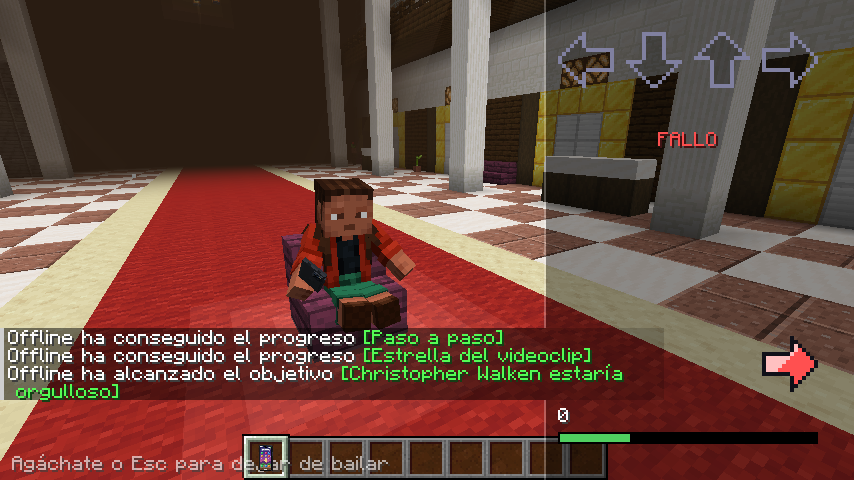 FALLO
Offline ha conseguido el progreso [Paso a paso]
Offline ha conseguido el progreso [Estrella del videoclip]
Offline ha alcanzado el objetivo [Christopher Walken estaría
orgulloso]
0
Agáchate o Esc para dejar de bailar